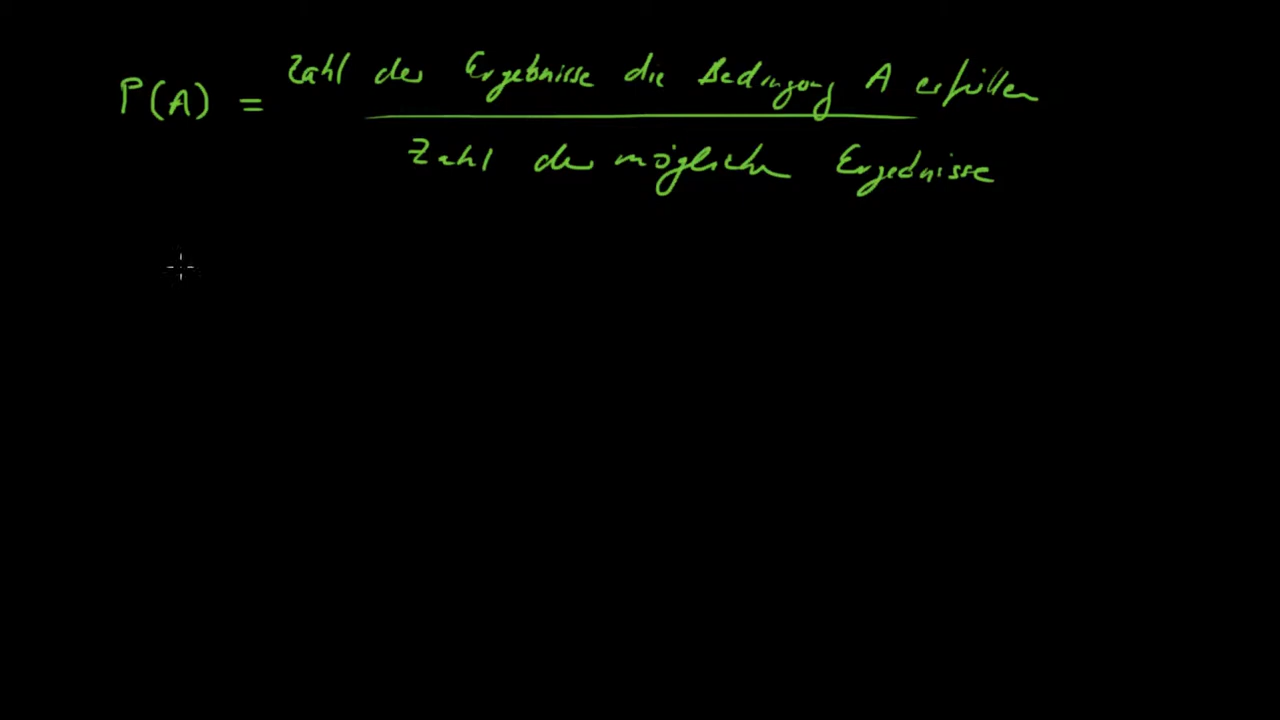 P(A) = Zahl der Ergebnisse die Bedingung A erfüllen
Zahl der möglichen Ergebnisse